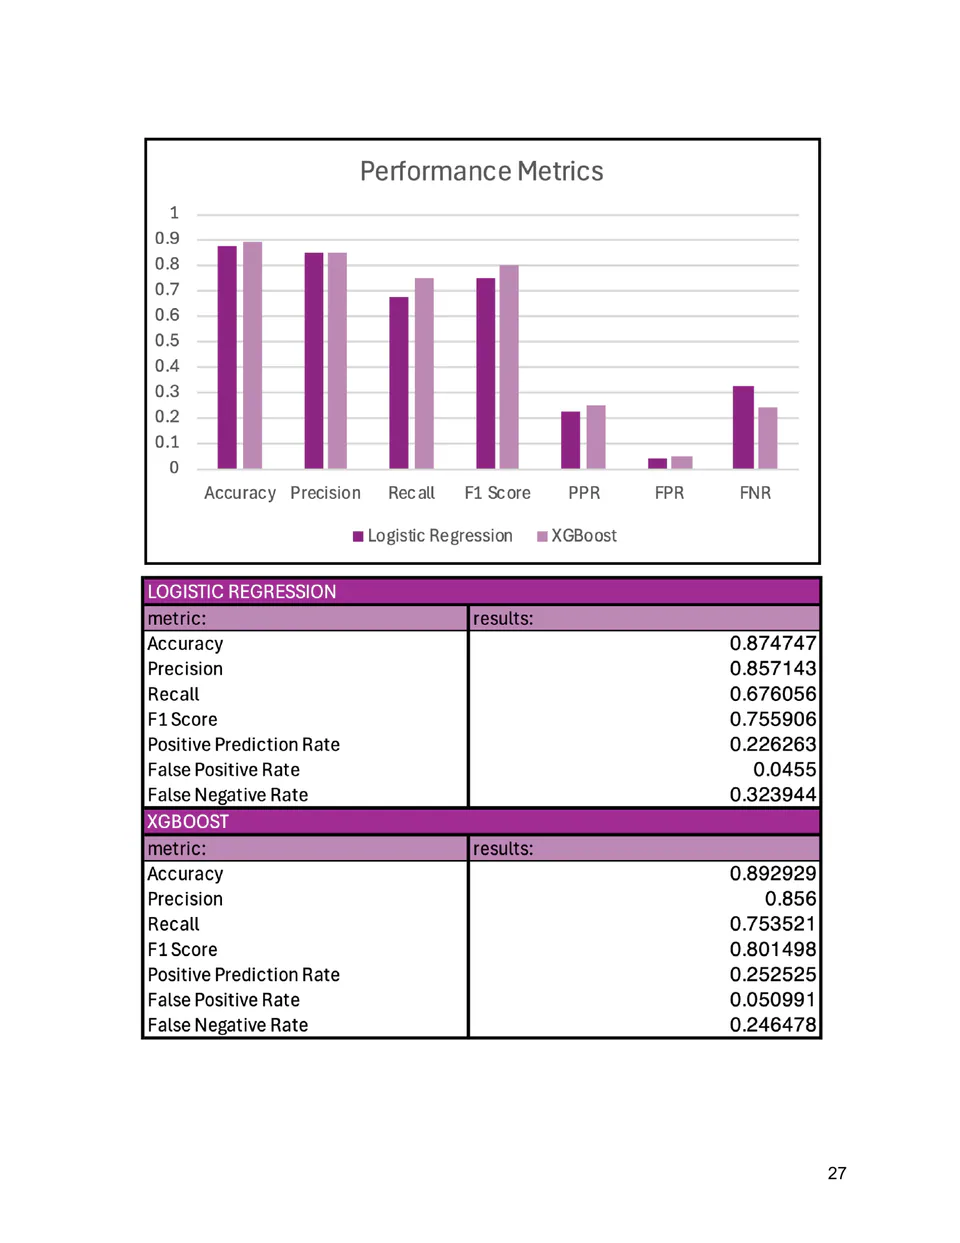 Performance Metrics
1
0.9
0.8
0.7
0.6
0.5
0.4
0.3
0.2
0.1
0
Accuracy Precision Recall F1 Score PPR FPR FNR
Logistic Regression XGBoost
LOGISTIC REGRESSION
metric: results:
Accuracy 0.874747
Precision 0.857143
Recall 0.676056
F1 Score 0.755906
Positive Prediction Rate 0.226263
False Positive Rate 0.0455
False Negative Rate 0.323944
XGBOOST
metric: results:
Accuracy 0.892929
Precision 0.856
Recall 0.753521
F1 Score 0.801498
Positive Prediction Rate 0.252525
False Positive Rate 0.050991
False Negative Rate 0.246478
27